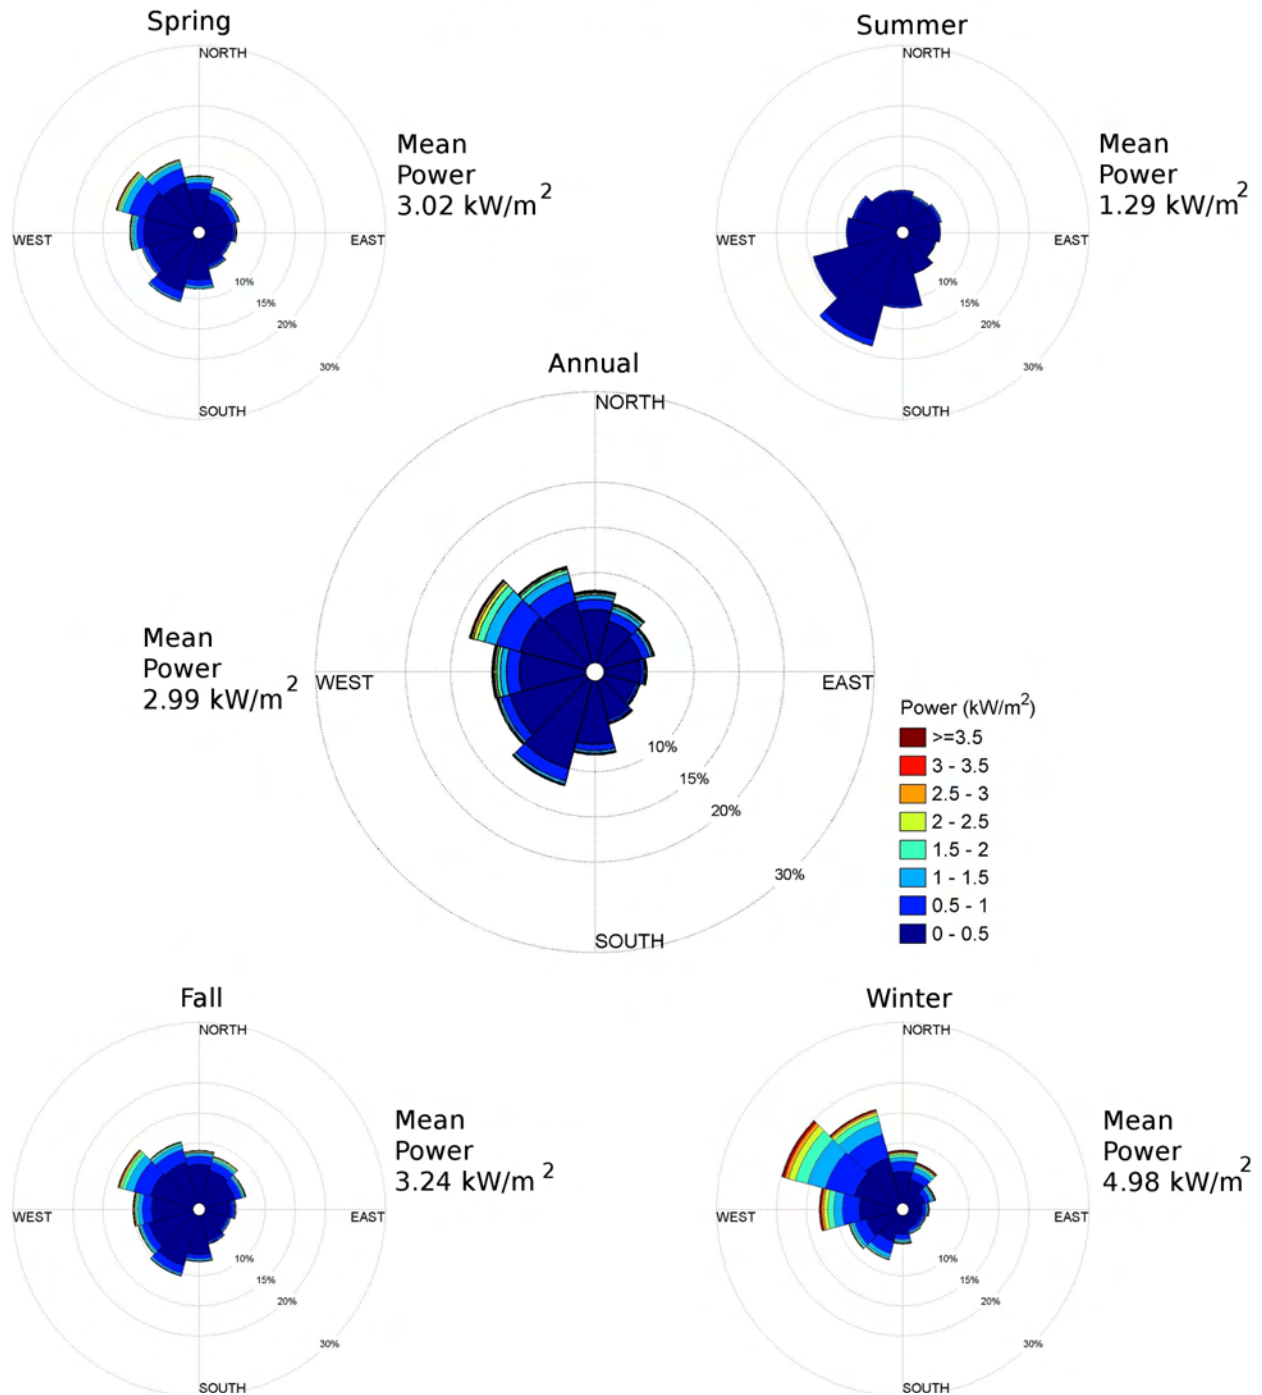 Spring
NORTH
WEST
EAST
SOUTH
10%
15%
20%
30%
Mean
Power
3.02 kW/m2
Summer
NORTH
WEST
EAST
SOUTH
10%
15%
20%
30%
Mean
Power
1.29 kW/m2
Annual
NORTH
WEST
EAST
SOUTH
10%
15%
20%
30%
Mean
Power
2.99 kW/m2
Power (kW/m2)
>=3.5
3 - 3.5
2.5 - 3
2 - 2.5
1.5 - 2
1 - 1.5
0.5 - 1
0 - 0.5
Fall
NORTH
WEST
EAST
SOUTH
10%
15%
20%
30%
Mean
Power
3.24 kW/m2
Winter
NORTH
WEST
EAST
SOUTH
10%
15%
20%
30%
Mean
Power
4.98 kW/m2